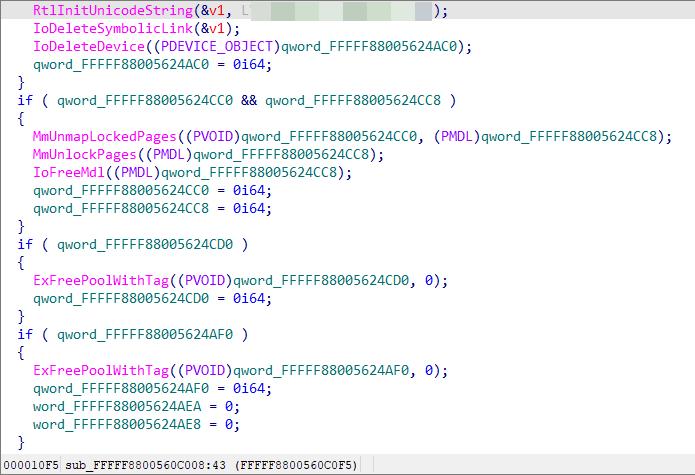 RtlInitUnicodeString(&v1, L );
IoDeleteSymbolicLink(&v1);
IoDeleteDevice((PDEVICE_OBJECT)qword_FFFFF88005624AC0);
qword_FFFFF88005624AC0 = 0i64;
}
if ( qword_FFFFF88005624CC0 && qword_FFFFF88005624CC8 )
{
MmUnmapLockedPages((PVOID)qword_FFFFF88005624CC0, (PMDL)qword_FFFFF88005624CC8);
MmUnlockPages((PMDL)qword_FFFFF88005624CC8);
IoFreeMdl((PMDL)qword_FFFFF88005624CC8);
qword_FFFFF88005624CC0 = 0i64;
qword_FFFFF88005624CC8 = 0i64;
}
if ( qword_FFFFF88005624CD0 )
{
ExFreePoolWithTag((PVOID)qword_FFFFF88005624CD0, 0);
qword_FFFFF88005624CD0 = 0i64;
}
if ( qword_FFFFF88005624AF0 )
{
ExFreePoolWithTag((PVOID)qword_FFFFF88005624AF0, 0);
qword_FFFFF88005624AF0 = 0i64;
word_FFFFF88005624AEA = 0;
word_FFFFF88005624AE8 = 0;
}
000010F5 sub_FFFFF8800560C008:43 (FFFFF8800560C0F5)